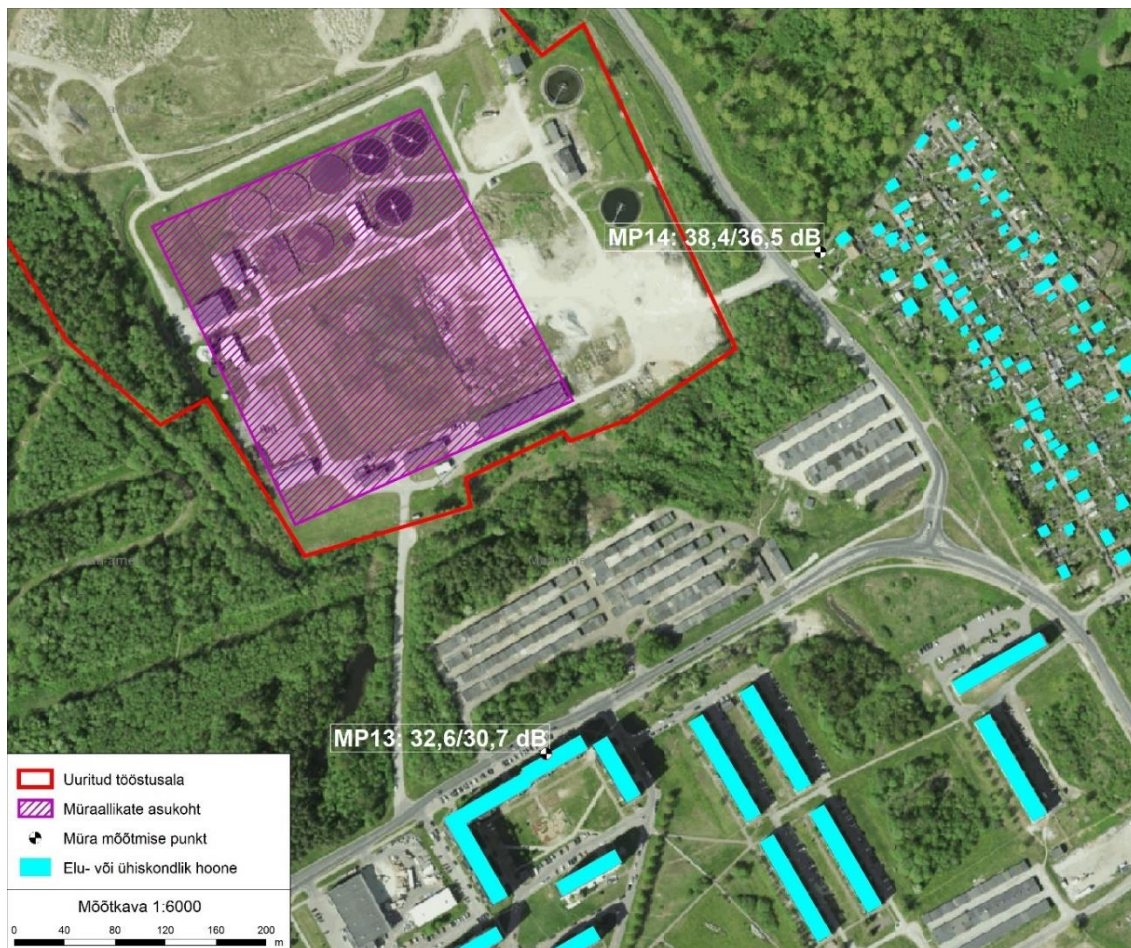 MP14: 38,4/36,5 dB
MP13: 32,6/30,7 dB
Uuritud tööstusala
Müraallikate asukoht
Müra mõõtmise punkt
Elu- või ühiskondlik hoone
Mõõtkava 1:6000
0 40 80 120 160 200
m